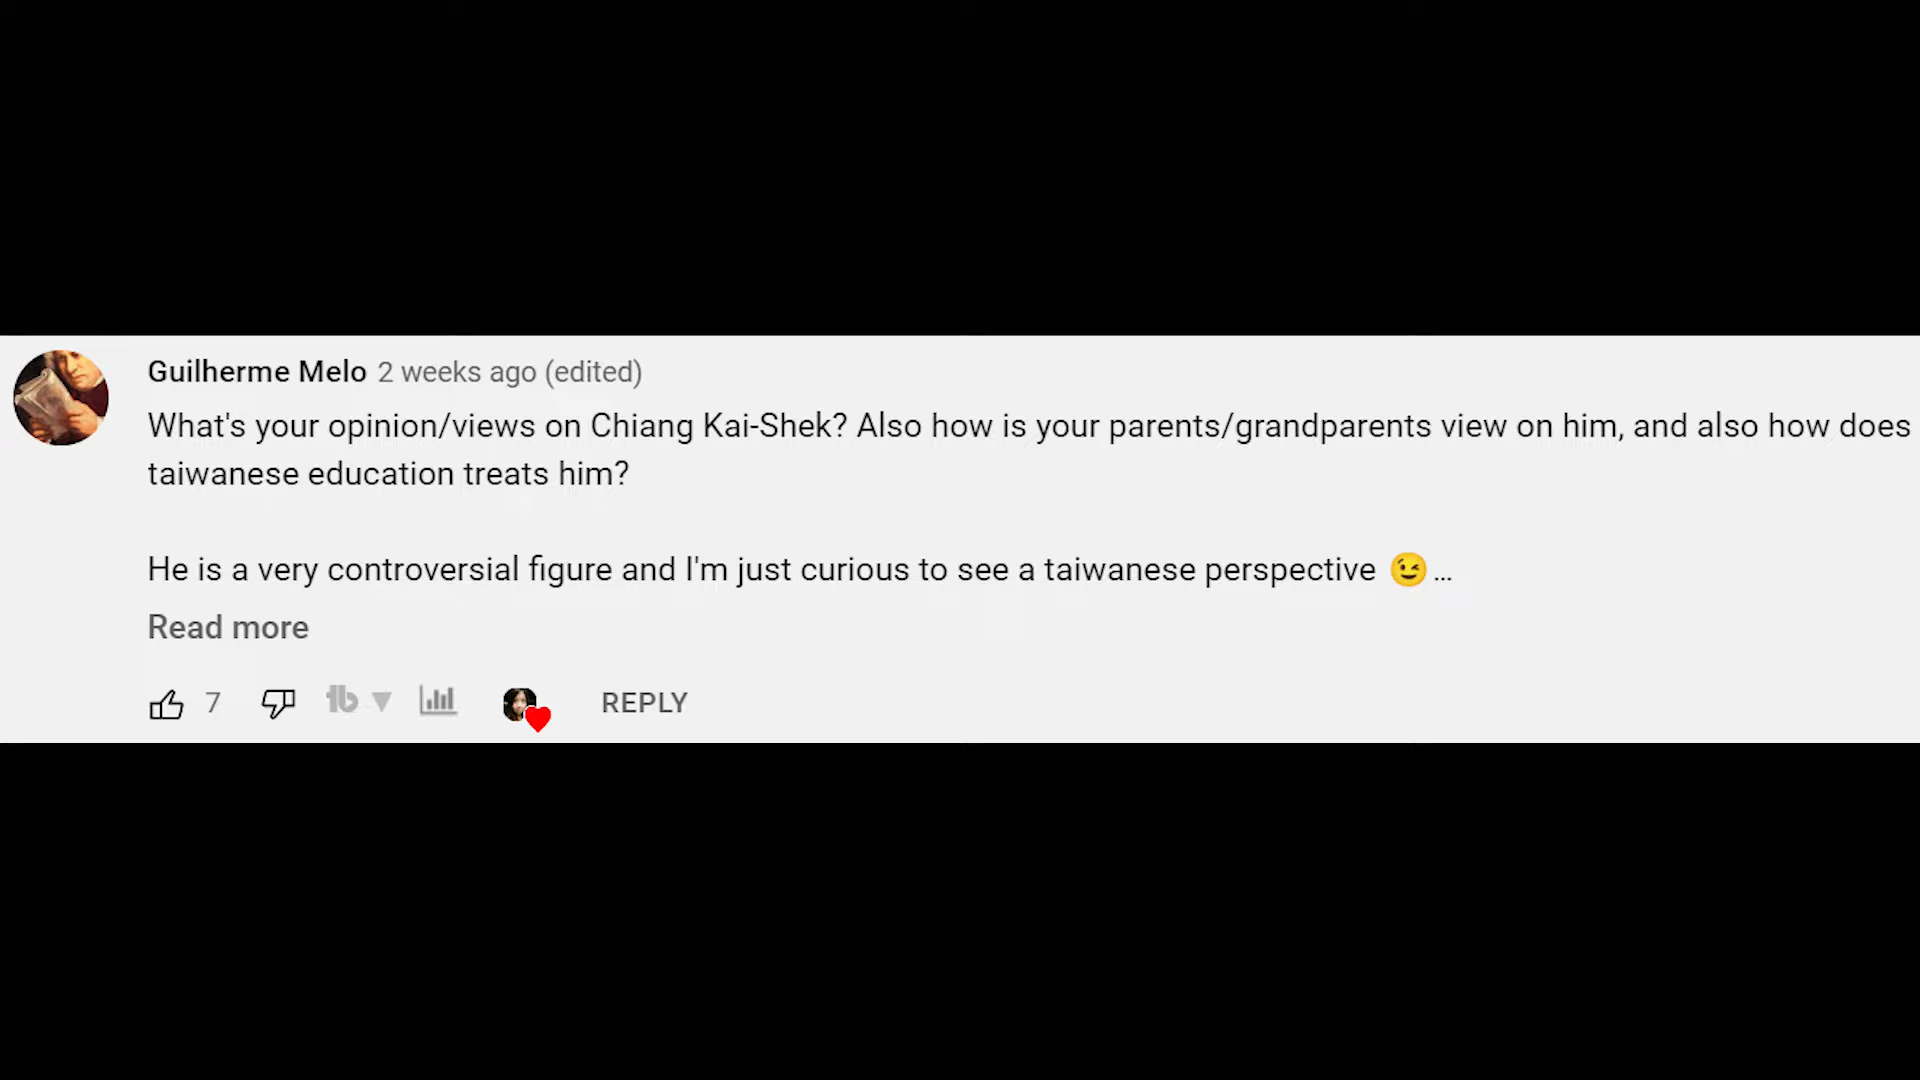 Guilherme Melo 2 weeks ago (edited)
What's your opinion/views on Chiang Kai-Shek? Also how is your parents/grandparents view on him, and also how does
taiwanese education treats him?
He is a very controversial figure and I'm just curious to see a taiwanese perspective 😉...
Read more
7 tb REPLY